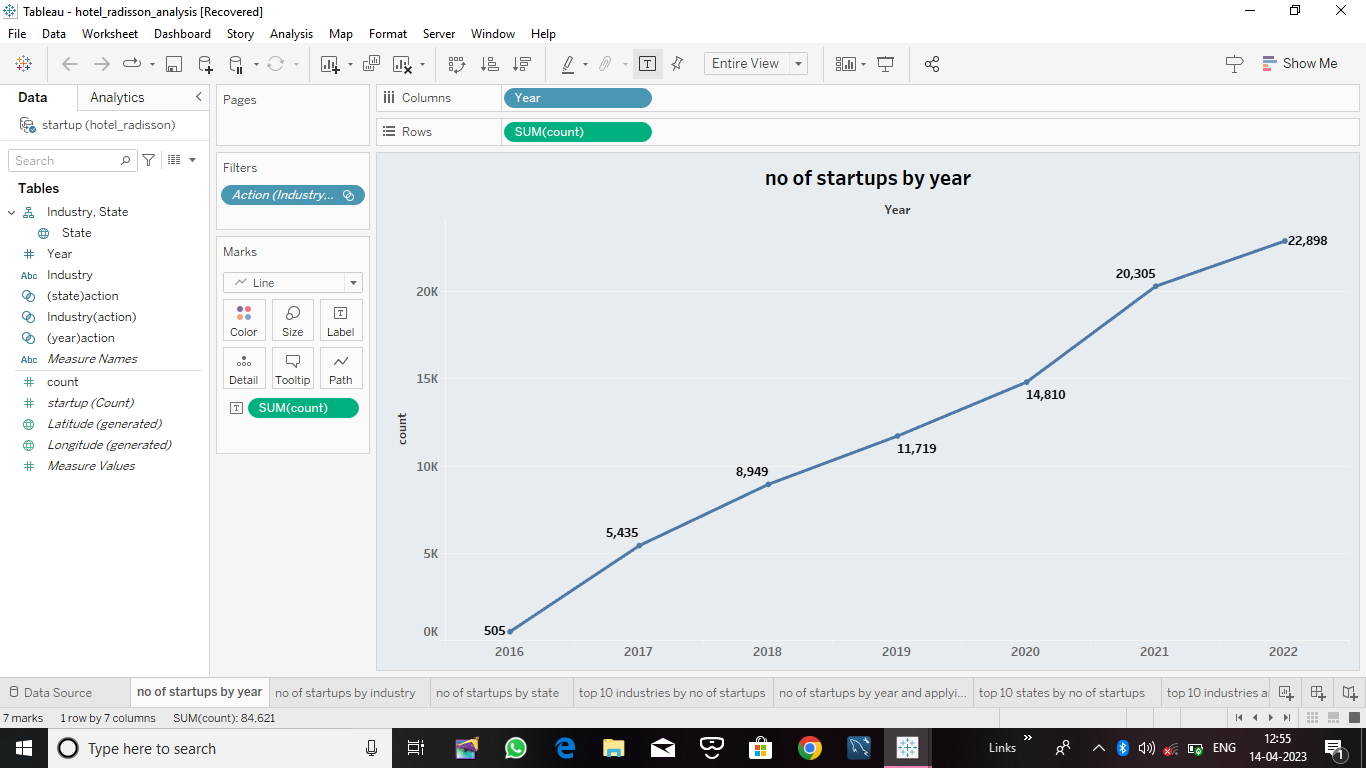 Tableau - hotel_radisson_analysis [Recovered]
File Data Worksheet Dashboard Story Analysis Map Format Server Window Help
Entire View
Show Me
Data Analytics
startup (hotel_radisson)
Search
Tables
Industry, State
State
# Year
Abc Industry
(state)action
Industry(action)
(year)action
Abc Measure Names
# count
# startup (Count)
Latitude (generated)
Longitude (generated)
# Measure Values
Pages
Filters
Action (Industry,..
Marks
Line
Color Size Label
Detail Tooltip Path
T SUM(count)
Columns Year
Rows SUM(count)
no of startups by year
Year
count
20K
15K
10K
5K
0K
505
5,435
8,949
11,719
14,810
20,305
22,898
2016 2017 2018 2019 2020 2021 2022
Data Source no of startups by year no of startups by industry no of startups by state top 10 industries by no of startups no of startups by year and applyi... top 10 states by no of startups top 10 industries a
7 marks 1 row by 7 columns SUM(count): 84,621
Type here to search
Links
»
ENG
12:55
14-04-2023
1